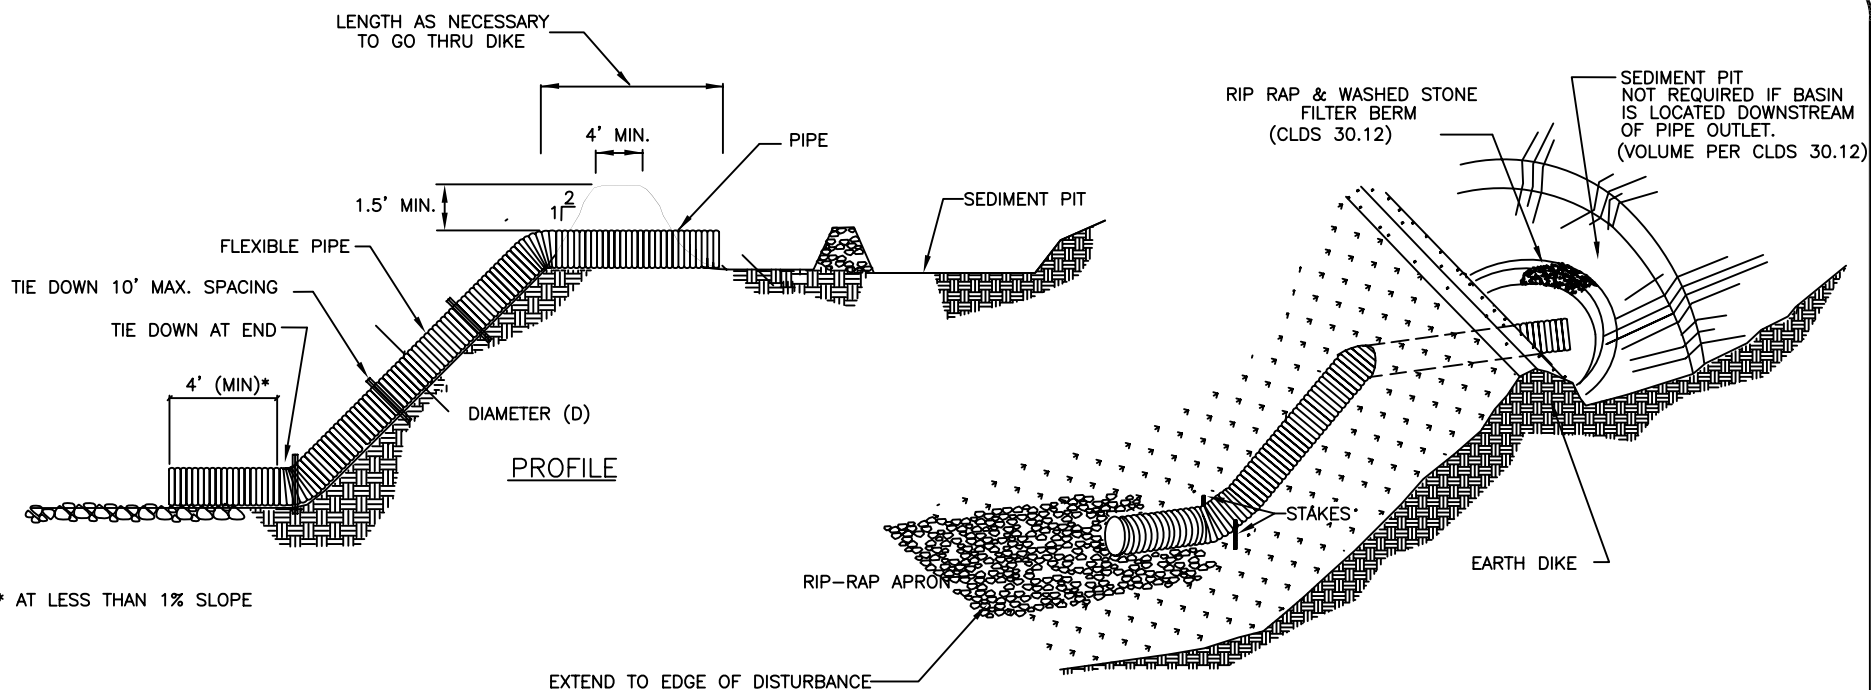 LENGTH AS NECESSARY
TO GO THRU DIKE
4' MIN.
PIPE
1.5' MIN.
2
1
SEDIMENT PIT
FLEXIBLE PIPE
TIE DOWN 10' MAX. SPACING
TIE DOWN AT END
4' (MIN)*
DIAMETER (D)
PROFILE
* AT LESS THAN 1% SLOPE
RIP RAP & WASHED STONE
FILTER BERM
(CLDS 30.12)
SEDIMENT PIT
NOT REQUIRED IF BASIN
IS LOCATED DOWNSTREAM
OF PIPE OUTLET.
(VOLUME PER CLDS 30.12)
STAKES
EARTH DIKE
RIP-RAP APRON
EXTEND TO EDGE OF DISTURBANCE